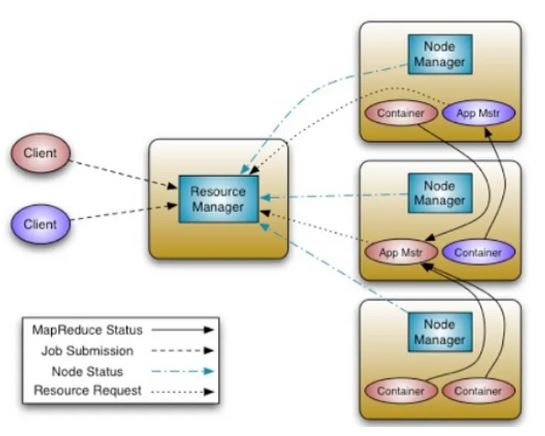 Client
Client
Resource
Manager
Node
Manager
Container
App Mstr
Node
Manager
App Mstr
Container
Node
Manager
Container
Container
MapReduce Status
Job Submission
Node Status
Resource Request